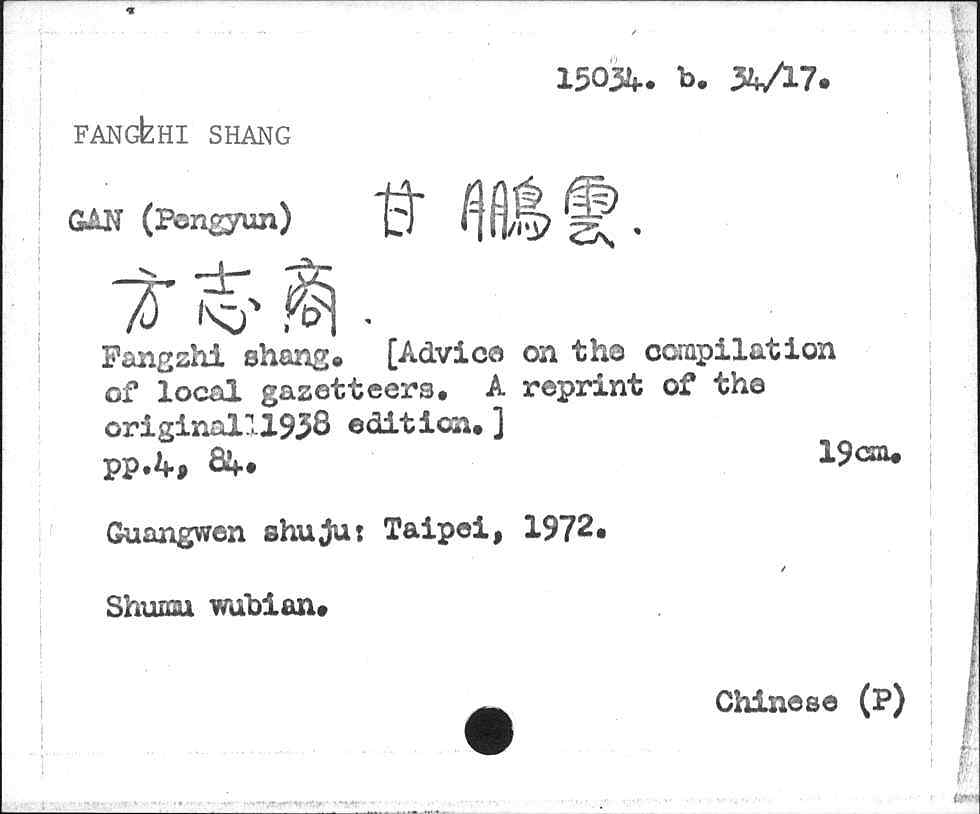 15034. b. 34/17.
FANGZHI SHANG
GAN (Pengyun) 甘鵬雲.
方志商.
Fangzhi shang. [Advice on the compilation
of local gazetteers. A reprint of the
original 1938 edition.]
pp.4, 84. 19cm.
Guangwen shuju: Taipei, 1972.
Shumu wubian.
Chinese (P)